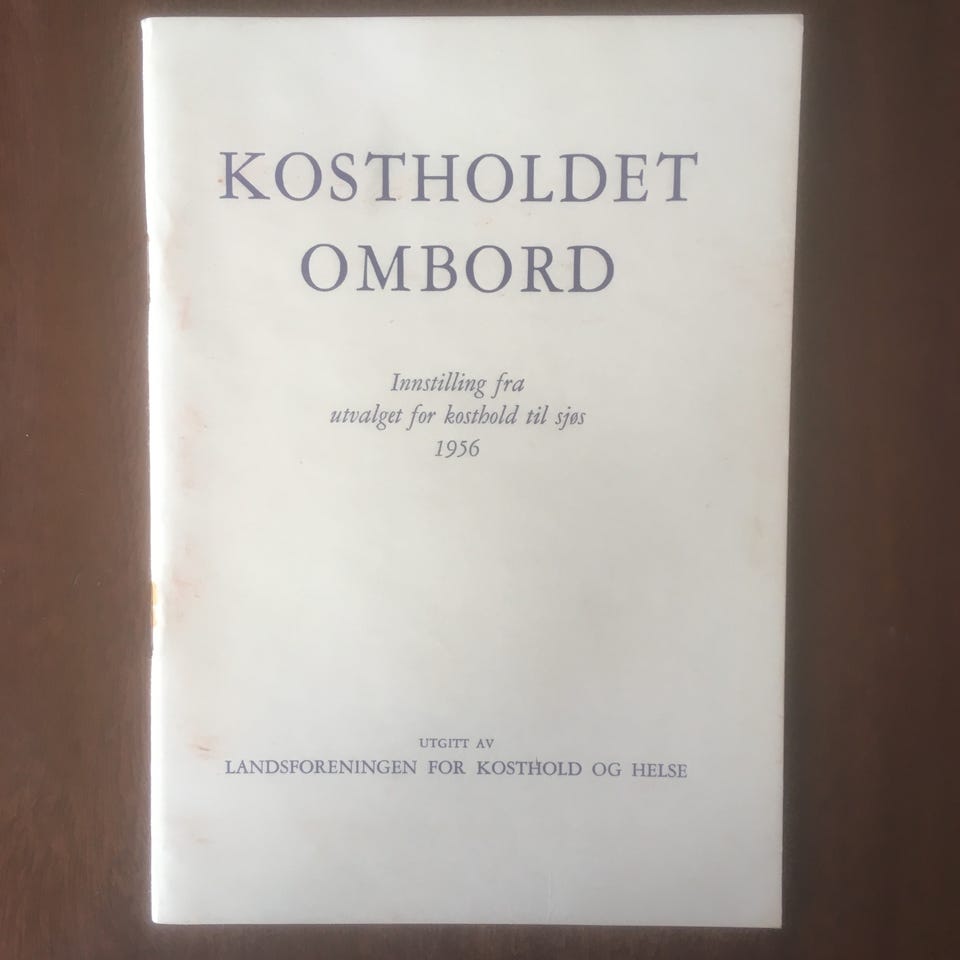 KOSTHOLDET
OMBORD
Innstilling fra
utvalget for kosthold til sjøs
1956
UTGITT AV
LANDSFORENINGEN FOR KOSTHOLD OG HELSE